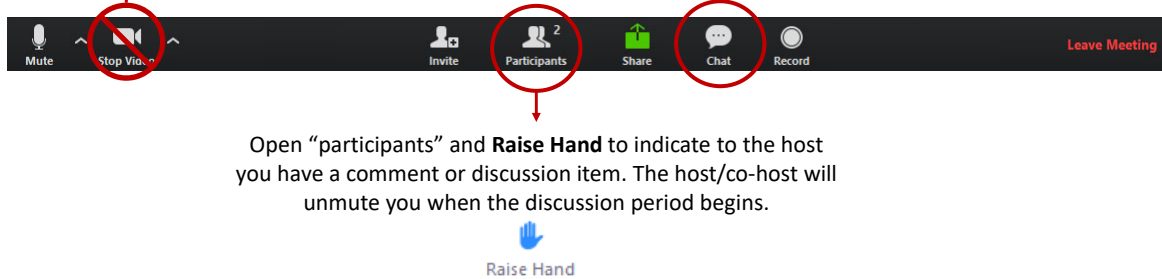 Mute Stop Video Invite Participants 2 Share Chat Record Leave Meeting
Open “participants” and Raise Hand to indicate to the host
you have a comment or discussion item. The host/co-host will
unmute you when the discussion period begins.
Raise Hand